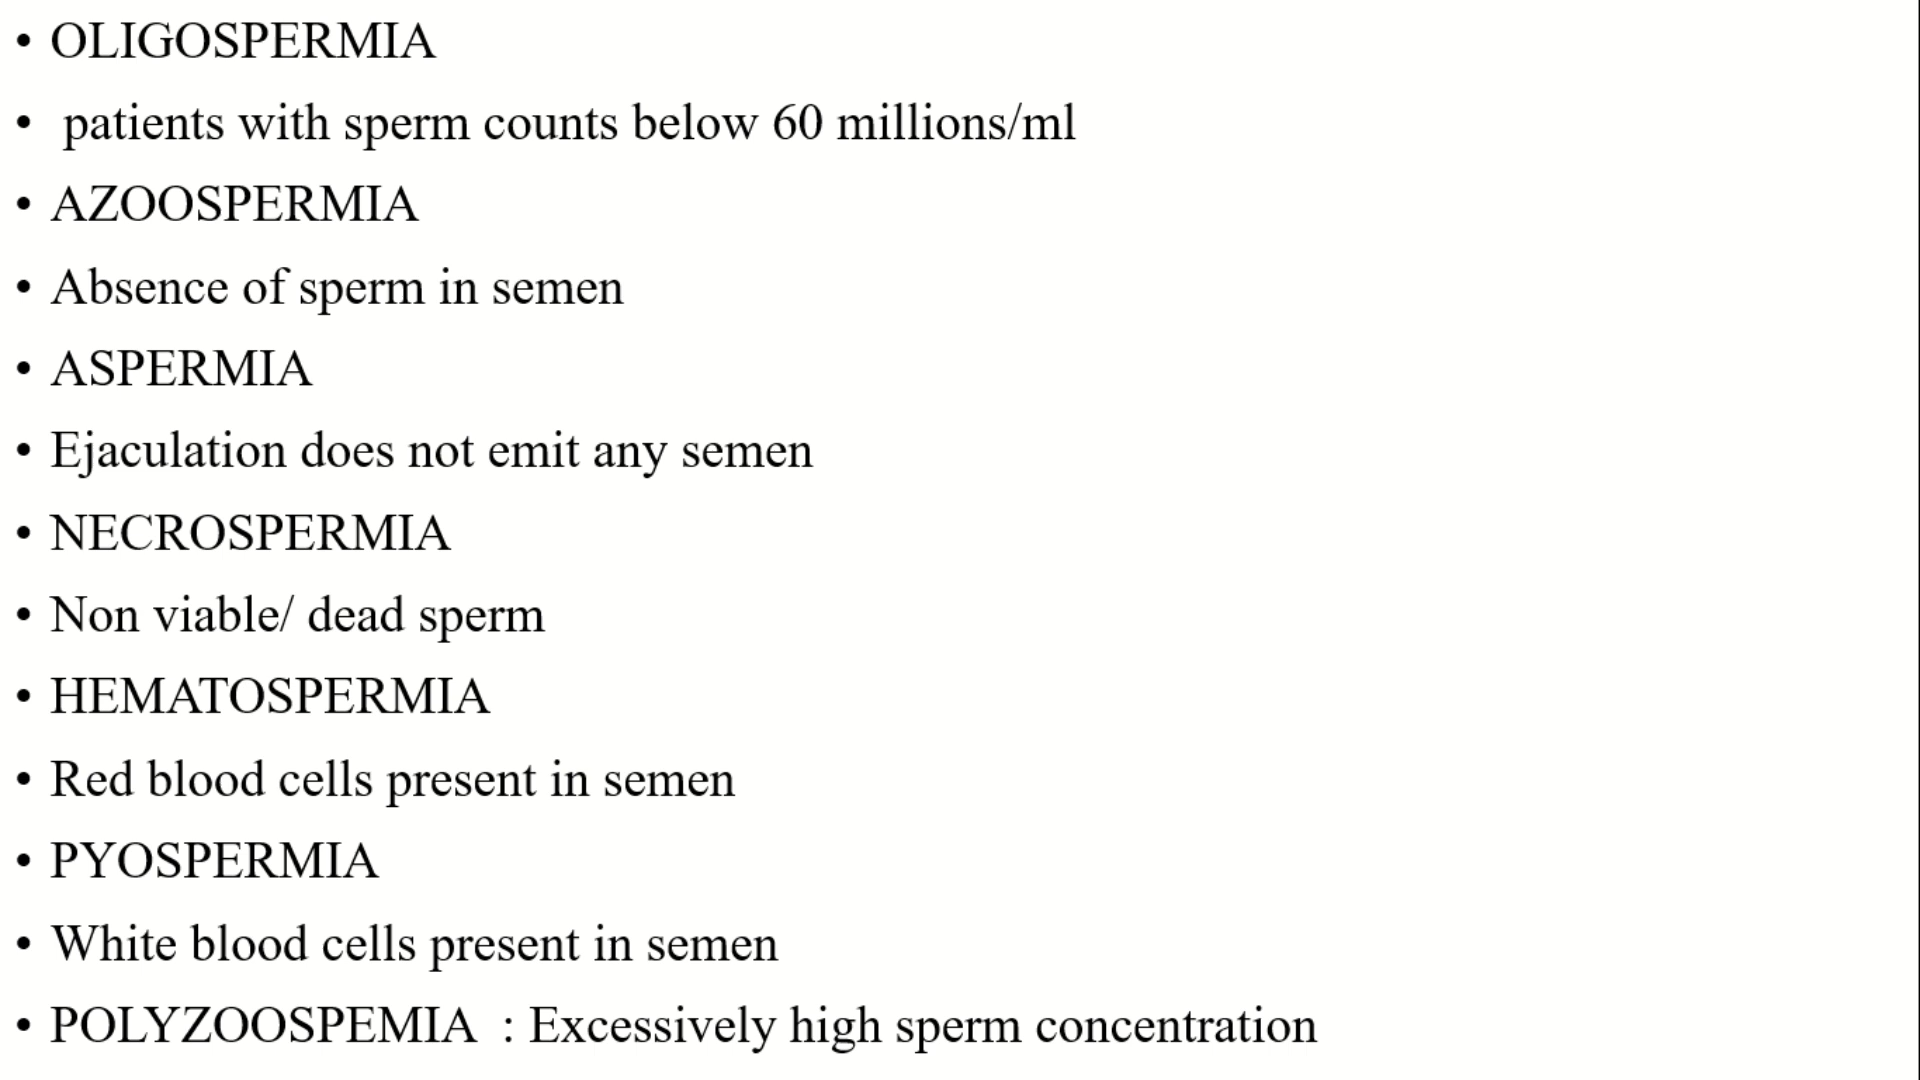 • OLIGOSPERMIA
• patients with sperm counts below 60 millions/ml
• AZOOSPERMIA
• Absence of sperm in semen
• ASPERMIA
• Ejaculation does not emit any semen
• NECROSPERMIA
• Non viable/ dead sperm
• HEMATOSPERMIA
• Red blood cells present in semen
• PYOSPERMIA
• White blood cells present in semen
• POLYZOOSPEMIA : Excessively high sperm concentration